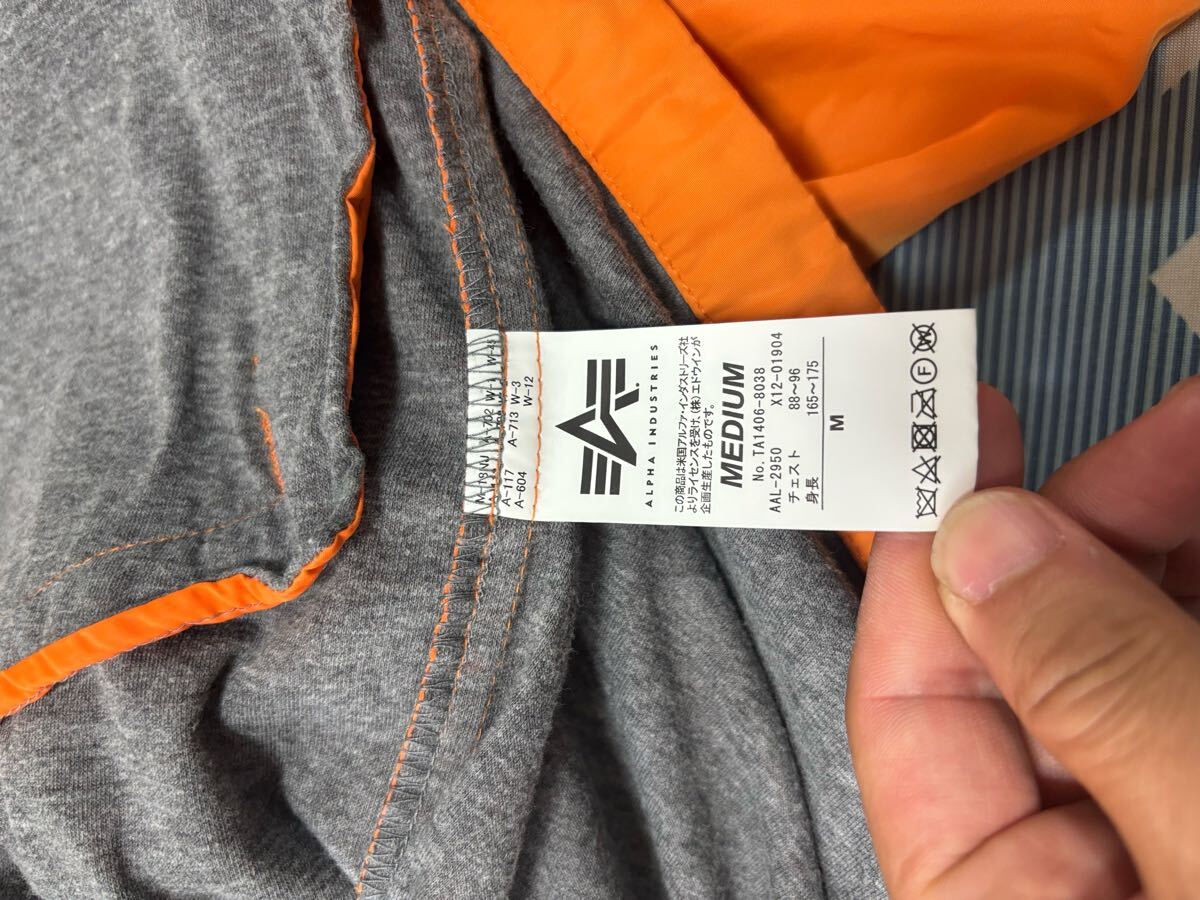 A-117 A-713 W-3
A-604 W-12
ALPHA INDUSTRIES
この商品は米国アルファ・インダストリーズ社
よりライセンスを受け、(株)エドウインが
企画生産したものです。
MEDIUM
No. TA1406-8038
AAL-2950 X12-01904
チェスト 88～96
身長 165～175
M
F
W